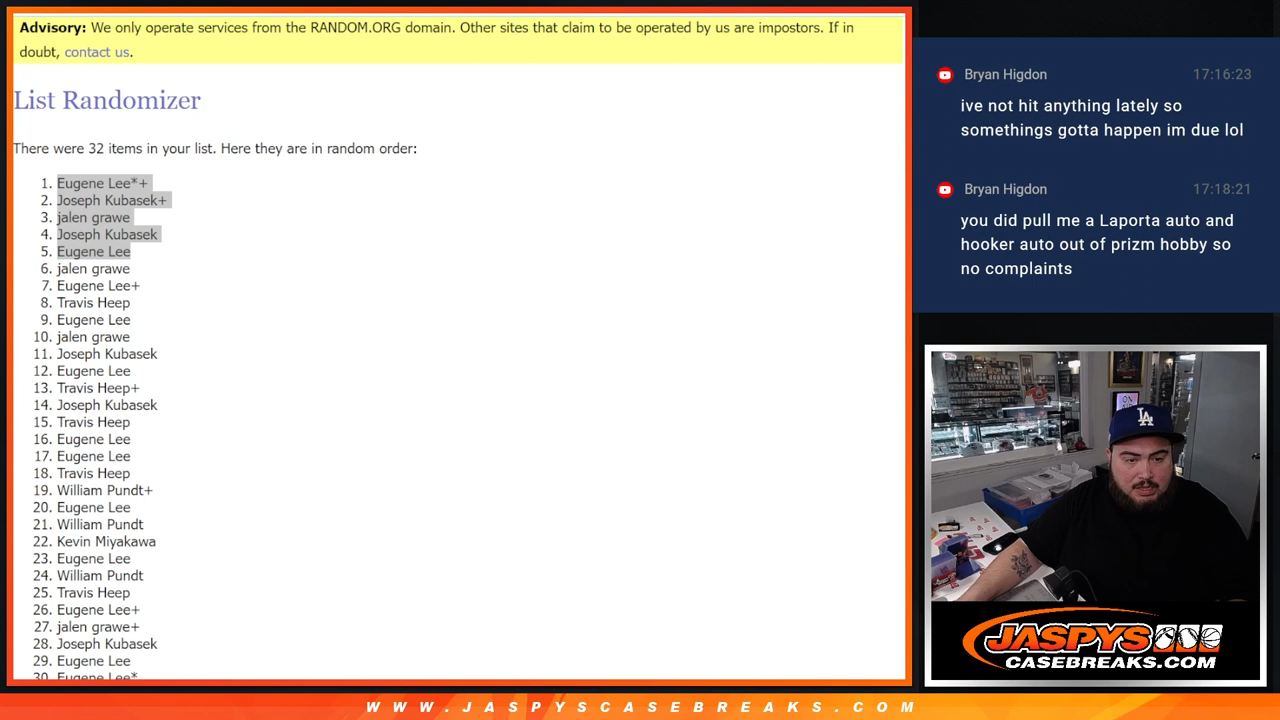 Advisory: We only operate services from the RANDOM.ORG domain. Other sites that claim to be operated by us are impostors. If in
doubt, contact us.
List Randomizer
There were 32 items in your list. Here they are in random order:
1. Eugene Lee*+
2. Joseph Kubasek+
3. jalen grawe
4. Joseph Kubasek
5. Eugene Lee
6. jalen grawe
7. Eugene Lee+
8. Travis Heep
9. Eugene Lee
10. jalen grawe
11. Joseph Kubasek
12. Eugene Lee
13. Travis Heep+
14. Joseph Kubasek
15. Travis Heep
16. Eugene Lee
17. Eugene Lee
18. Travis Heep
19. William Pundt+
20. Eugene Lee
21. William Pundt
22. Kevin Miyakawa
23. Eugene Lee
24. William Pundt
25. Travis Heep
26. Eugene Lee+
27. jalen grawe+
28. Joseph Kubasek
29. Eugene Lee
30. Eugene Lee*
Bryan Higdon 17:16:23
ive not hit anything lately so
somethings gotta happen im due lol
Bryan Higdon 17:18:21
you did pull me a Laporta auto and
hooker auto out of prizm hobby so
no complaints
LA
JASPYS
CASEBREAKS.COM
WWW.JASPYSCASEBREAKS.COM